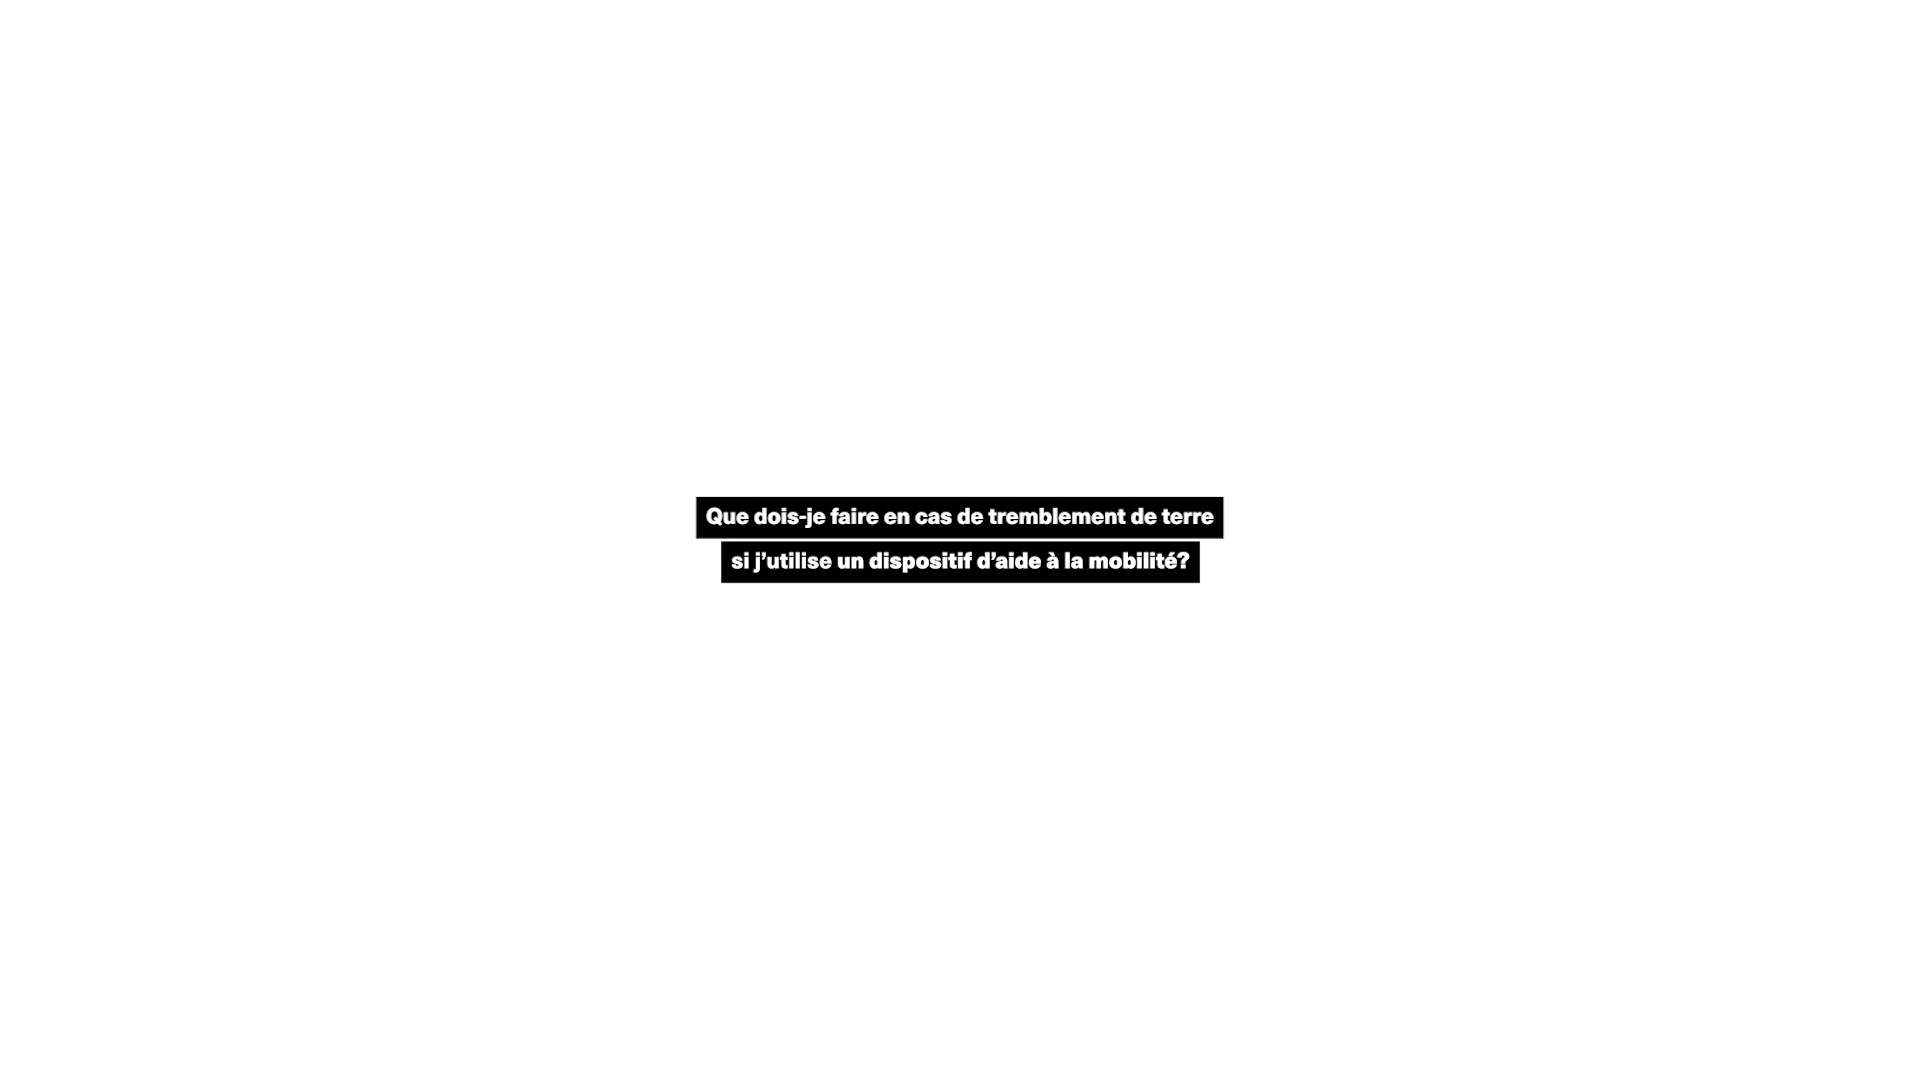 Que dois-je faire en cas de tremblement de terre
si j’utilise un dispositif d’aide à la mobilité?